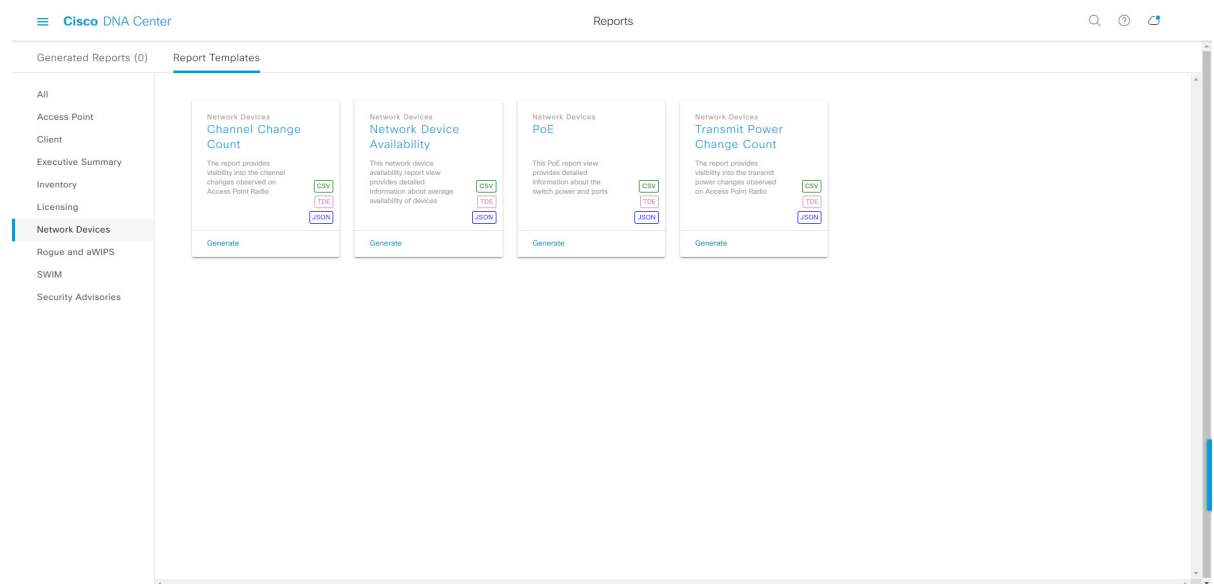 Cisco DNA Center
Reports
Generated Reports (0)
Report Templates
All
Access Point
Client
Executive Summary
Inventory
Licensing
Network Devices
Rogue and aWIPS
SWIM
Security Advisories
Network Devices
Channel Change
Count
The report provides
visibility into the channel
changes observed on
Access Point Radio
CSV
TDE
JSON
Generate
Network Devices
Network Device
Availability
This network device
availability report view
provides detailed
information about average
availability of devices
CSV
TDE
JSON
Generate
Network Devices
PoE
This PoE report view
provides detailed
information about the
switch power and ports
CSV
TDE
JSON
Generate
Network Devices
Transmit Power
Change Count
The report provides
visibility into the transmit
power changes observed
on Access Point Radio
CSV
TDE
JSON
Generate